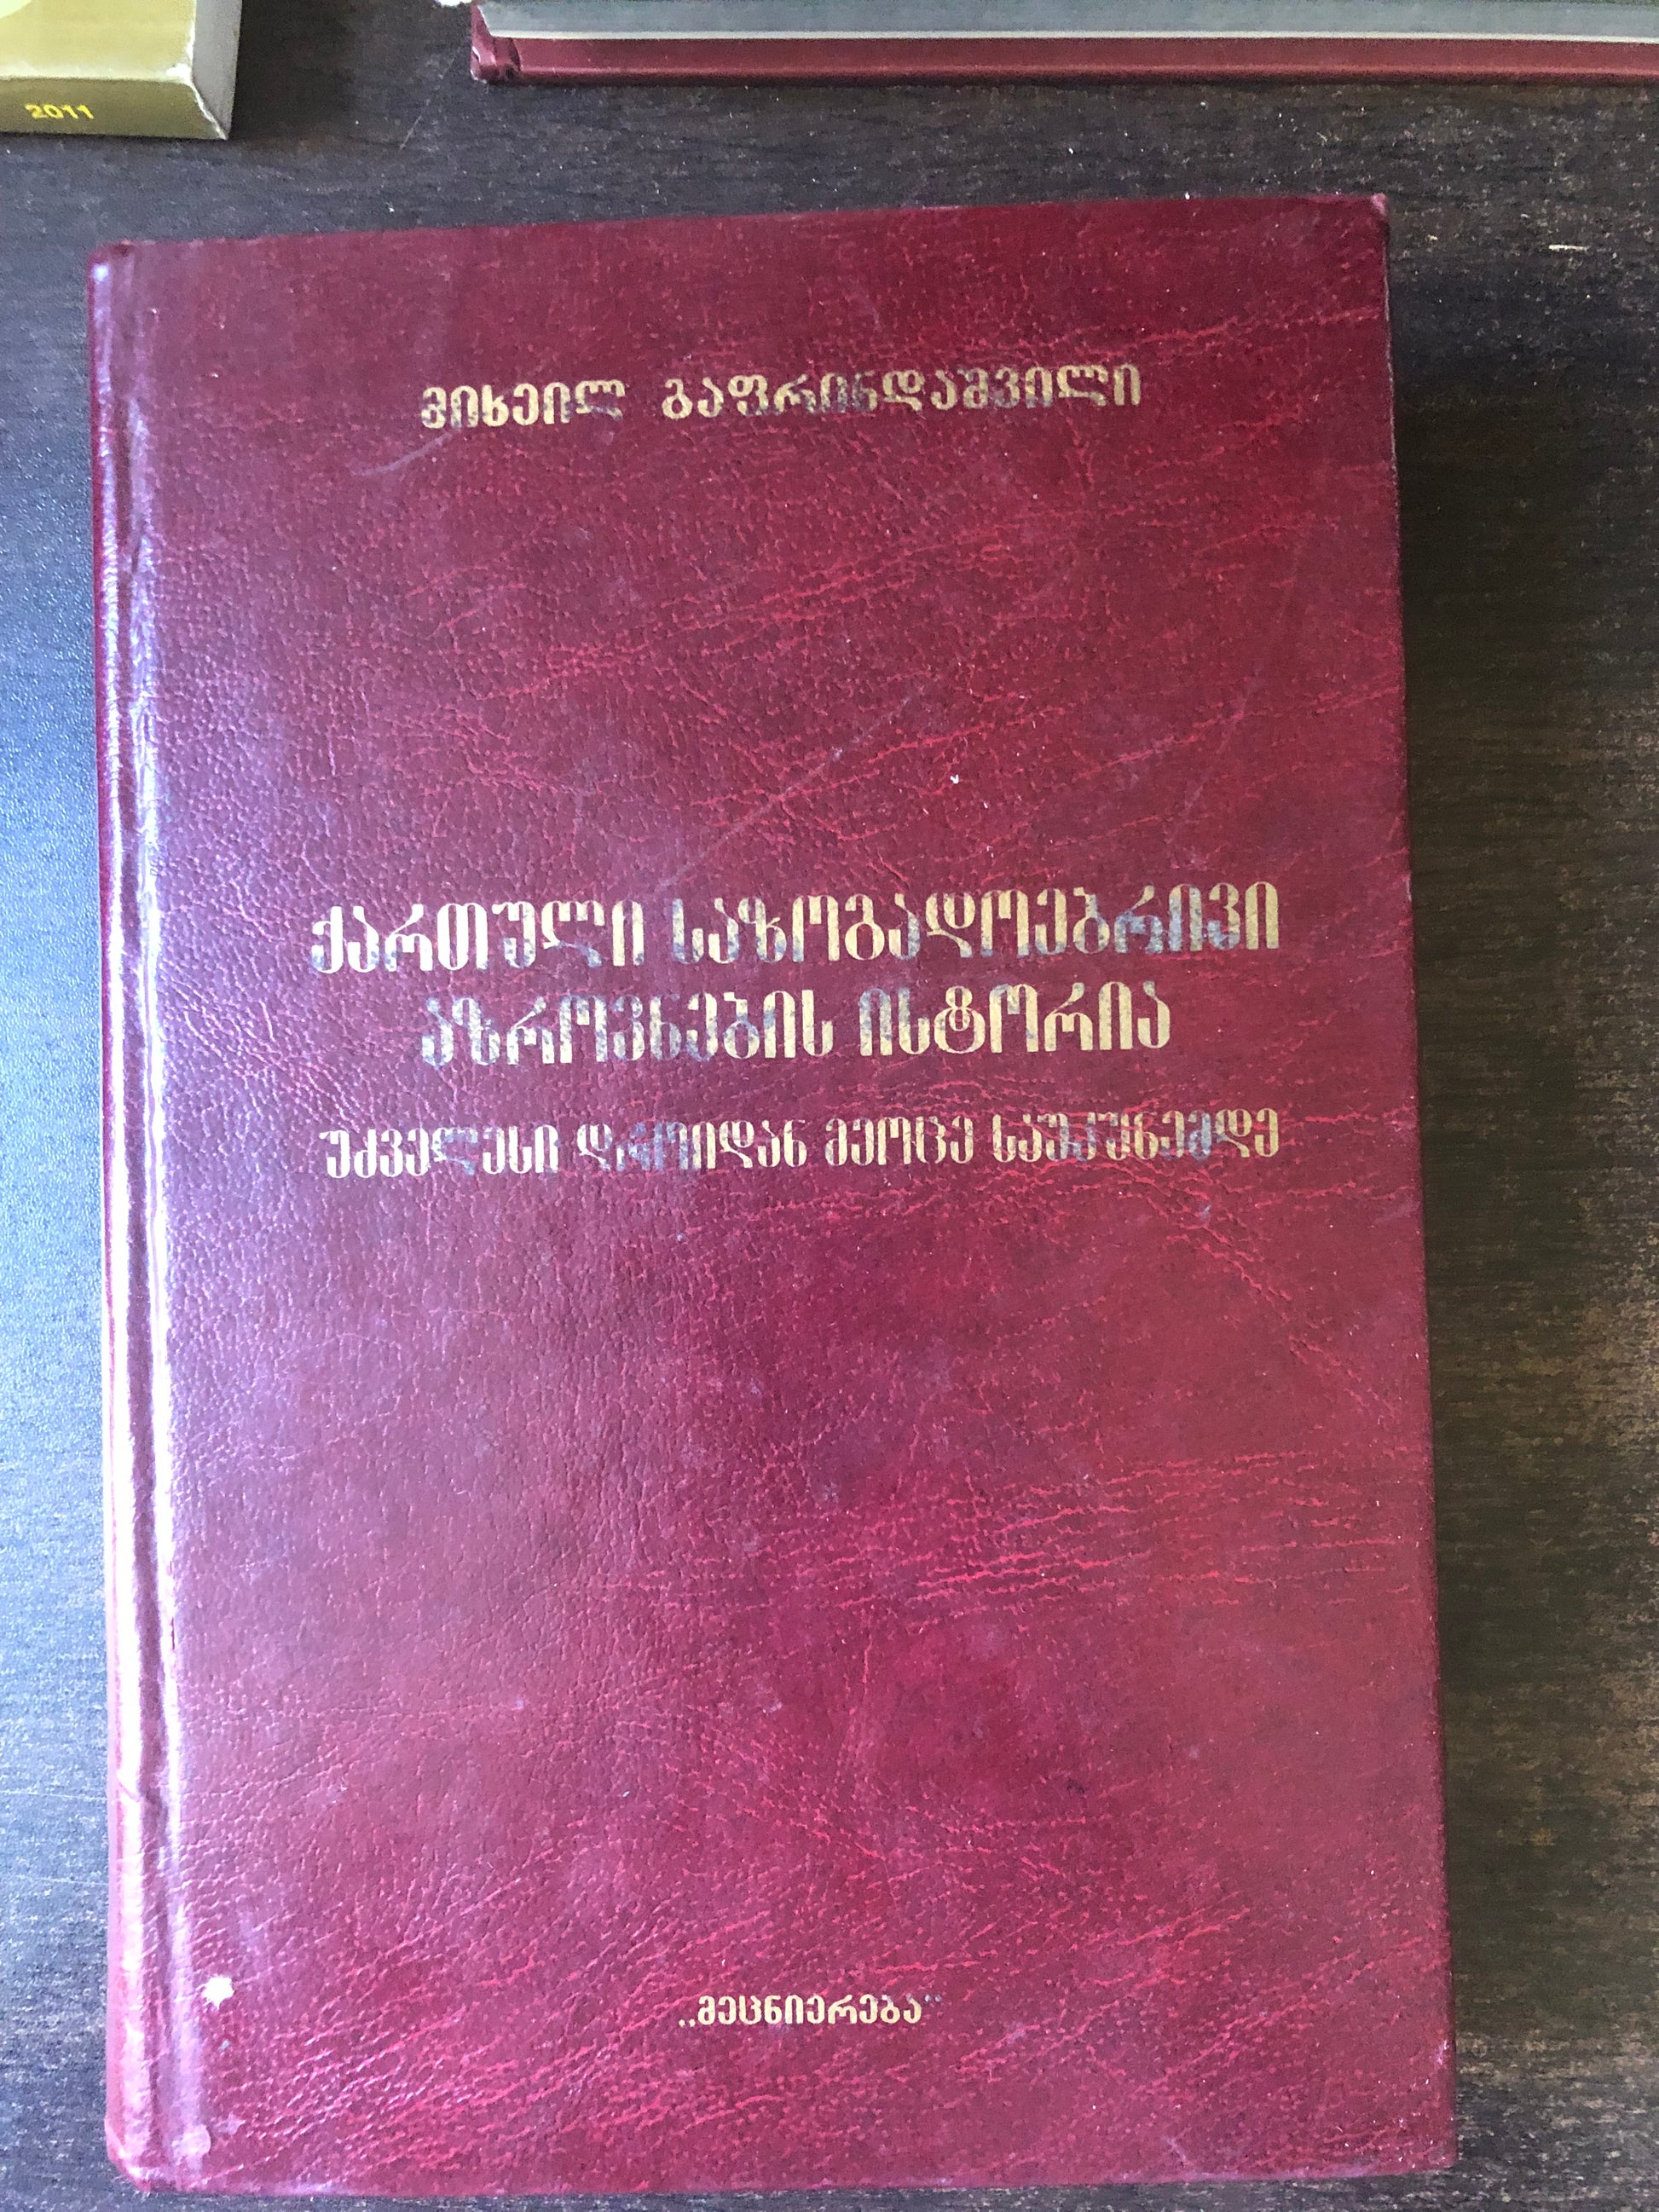 2011
მიხეილ გაფრინდაშვილი
ქართული საზოგადოებრივი
აზროვნების ისტორია
უძველესი დროიდან მეოცე საუკუნემდე
„მეცნიერება“